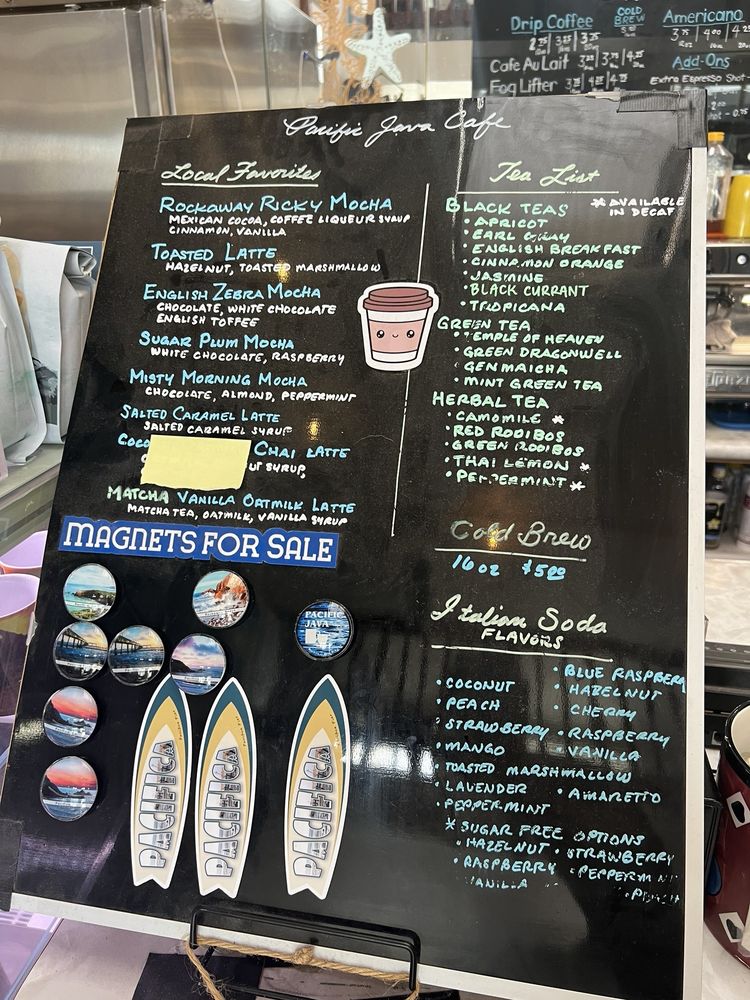 Drip Coffee
COLD BREW
Americano
Cafe Au Lait
Add-Ons
Fog Lifter
Extra Espresso Shot
Pacific Java Cafe
Local Favorites
ROCKAWAY RICKY MOCHA
MEXICAN COCOA, COFFEE LIQUEUR SYRUP
CINNAMON, VANILLA
TOASTED LATTE
HAZELNUT, TOASTED MARSHMALLOW
ENGLISH ZEBRA MOCHA
CHOCOLATE, WHITE CHOCOLATE
ENGLISH TOFFEE
SUGAR PLUM MOCHA
WHITE CHOCOLATE, RASPBERRY
MISTY MORNING MOCHA
CHOCOLATE, ALMOND, PEPPERMINT
SALTED CARAMEL LATTE
SALTED CARAMEL SYRUP
COCO CHAI LATTE
UT SYRUP,
MATCHA VANILLA OATMILK LATTE
MATCHA TEA, OATMILK, VANILLA SYRUP
MAGNETS FOR SALE
PACIFIC JAVA
PACIFICA
PACIFICA
PACIFICA
Tea List
BLACK TEAS
* AVAILABLE
IN DECAF
• APRICOT
• EARL GREY
• ENGLISH BREAKFAST
• CINNAMON ORANGE
• JASMINE
• BLACK CURRANT
• TROPICANA
GREEN TEA
• TEMPLE OF HEAVEN
• GREEN DRAGONWELL
• GENMAICHA
• MINT GREEN TEA
HERBAL TEA
• CAMOMILE *
• RED ROOIBOS
• GREEN ROOIBOS
• THAI LEMON *
• PEPPERMINT *
Cold Brew
16oz $5.00
Italian Soda
FLAVORS
• COCONUT
• PEACH
• STRAWBERRY
• MANGO
• TOASTED MARSHMALLOW
• LAVENDER
• PEPPERMINT
• BLUE RASPBERR
• HAZELNUT
• CHERRY
• RASPBERRY
• VANILLA
• AMARETTO
* SUGAR FREE OPTIONS
• HAZELNUT • STRAWBERRY
• RASPBERRY • PEPPERMINT
VANILLA • PEACH